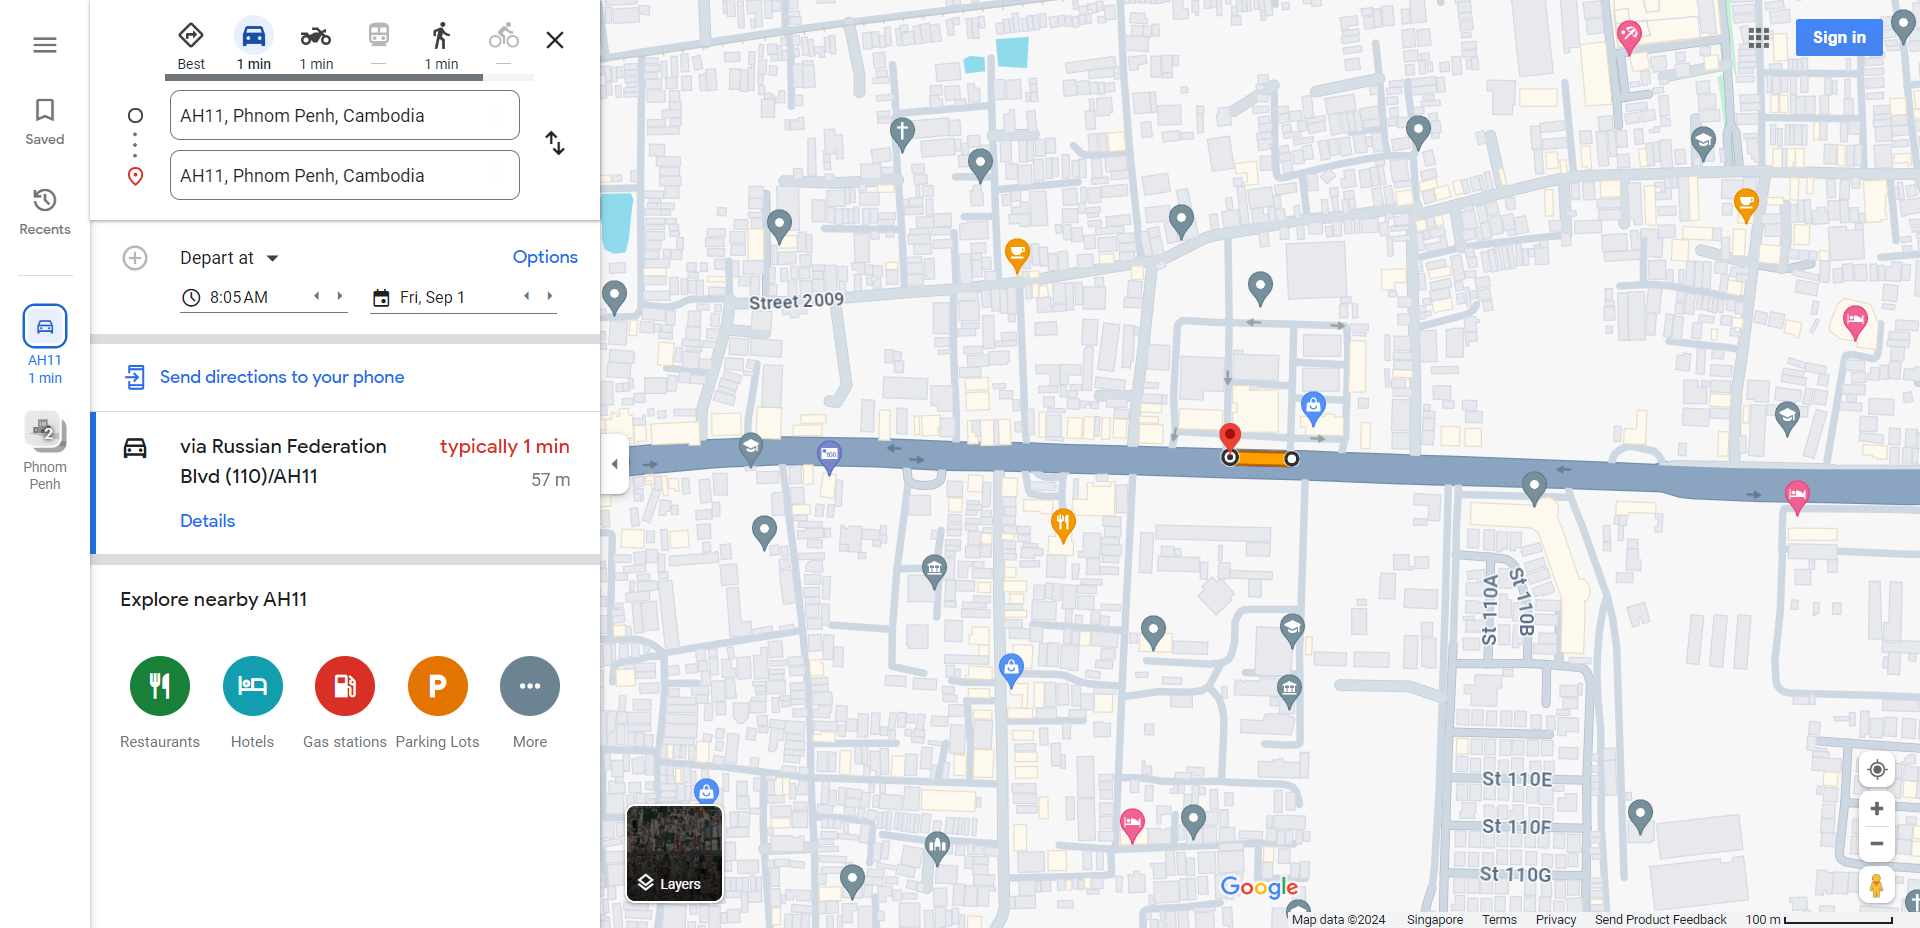 Best
1 min
1 min
—
1 min
—
AH11, Phnom Penh, Cambodia
AH11, Phnom Penh, Cambodia
Saved
Recents
AH11
1 min
2
Phnom
Penh
Depart at
Options
8:05 AM
Fri, Sep 1
Send directions to your phone
via Russian Federation
Blvd (110)/AH11
typically 1 min
57 m
Details
Explore nearby AH11
P
Restaurants
Hotels
Gas stations
Parking Lots
More
Sign in
Street 2009
100
St 110A
St 110B
St 110E
St 110F
St 110G
Layers
Google
Map data ©2024
Singapore
Terms
Privacy
Send Product Feedback
100 m